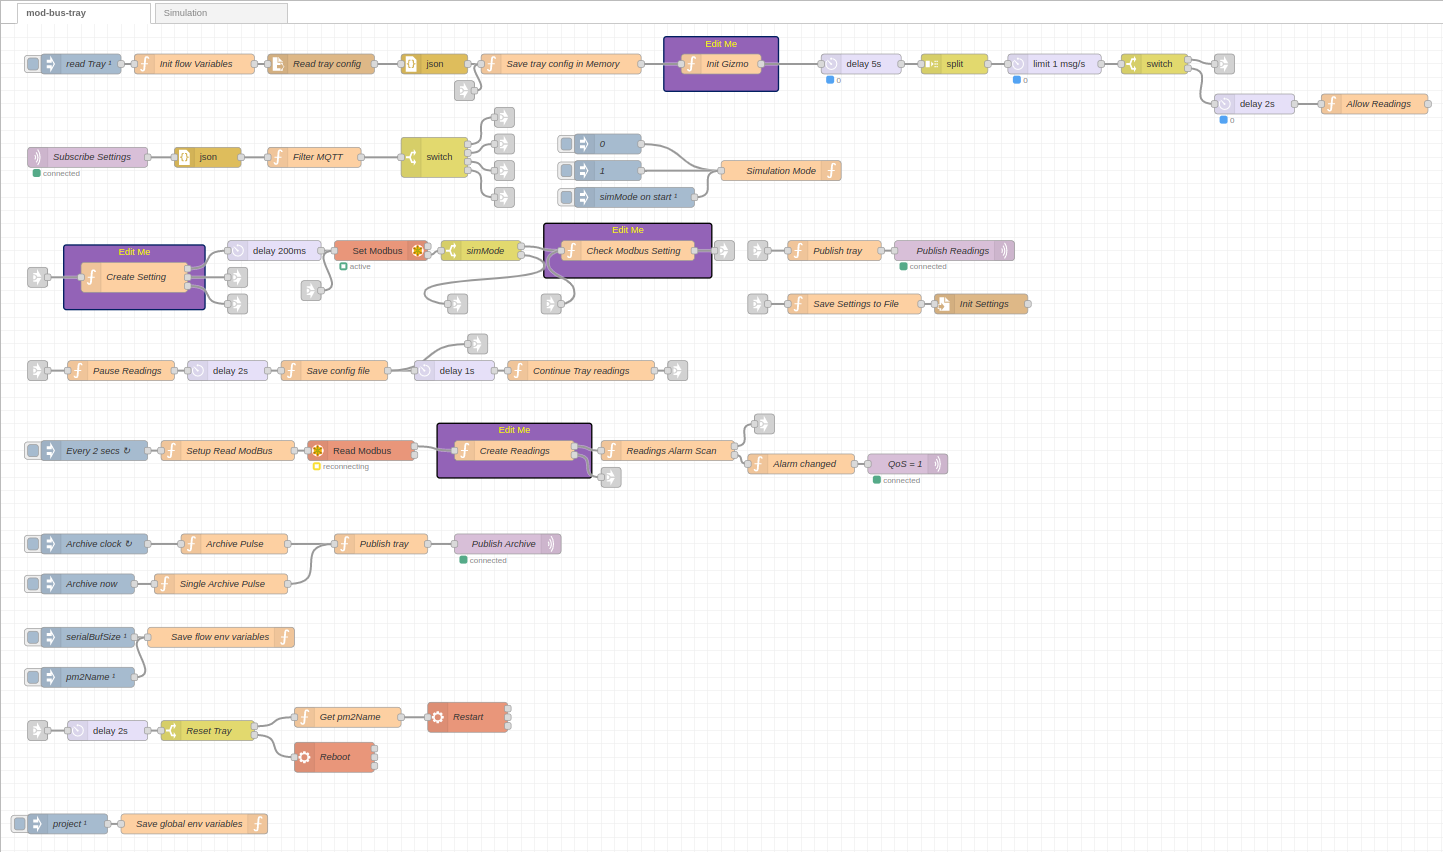 mod-bus-tray
Simulation
Edit Me
read Tray ¹
Init flow Variables
Read tray config
json
Save tray config in Memory
Init Gizmo
delay 5s
split
limit 1 msg/s
switch
0
0
delay 2s
Allow Readings
0
Subscribe Settings
json
Filter MQTT
switch
connected
0
1
simMode on start ¹
Simulation Mode
Edit Me
Edit Me
Create Setting
delay 200ms
Set Modbus
simMode
Check Modbus Setting
Publish tray
Publish Readings
active
connected
Save Settings to File
Init Settings
Pause Readings
delay 2s
Save config file
delay 1s
Continue Tray readings
Edit Me
Every 2 secs ↻
Setup Read ModBus
Read Modbus
Create Readings
Readings Alarm Scan
reconnecting
Alarm changed
QoS = 1
connected
Archive clock ↻
Archive Pulse
Publish tray
Publish Archive
connected
Archive now
Single Archive Pulse
serialBufSize ¹
Save flow env variables
pm2Name ¹
delay 2s
Reset Tray
Get pm2Name
Restart
Reboot
project ¹
Save global env variables